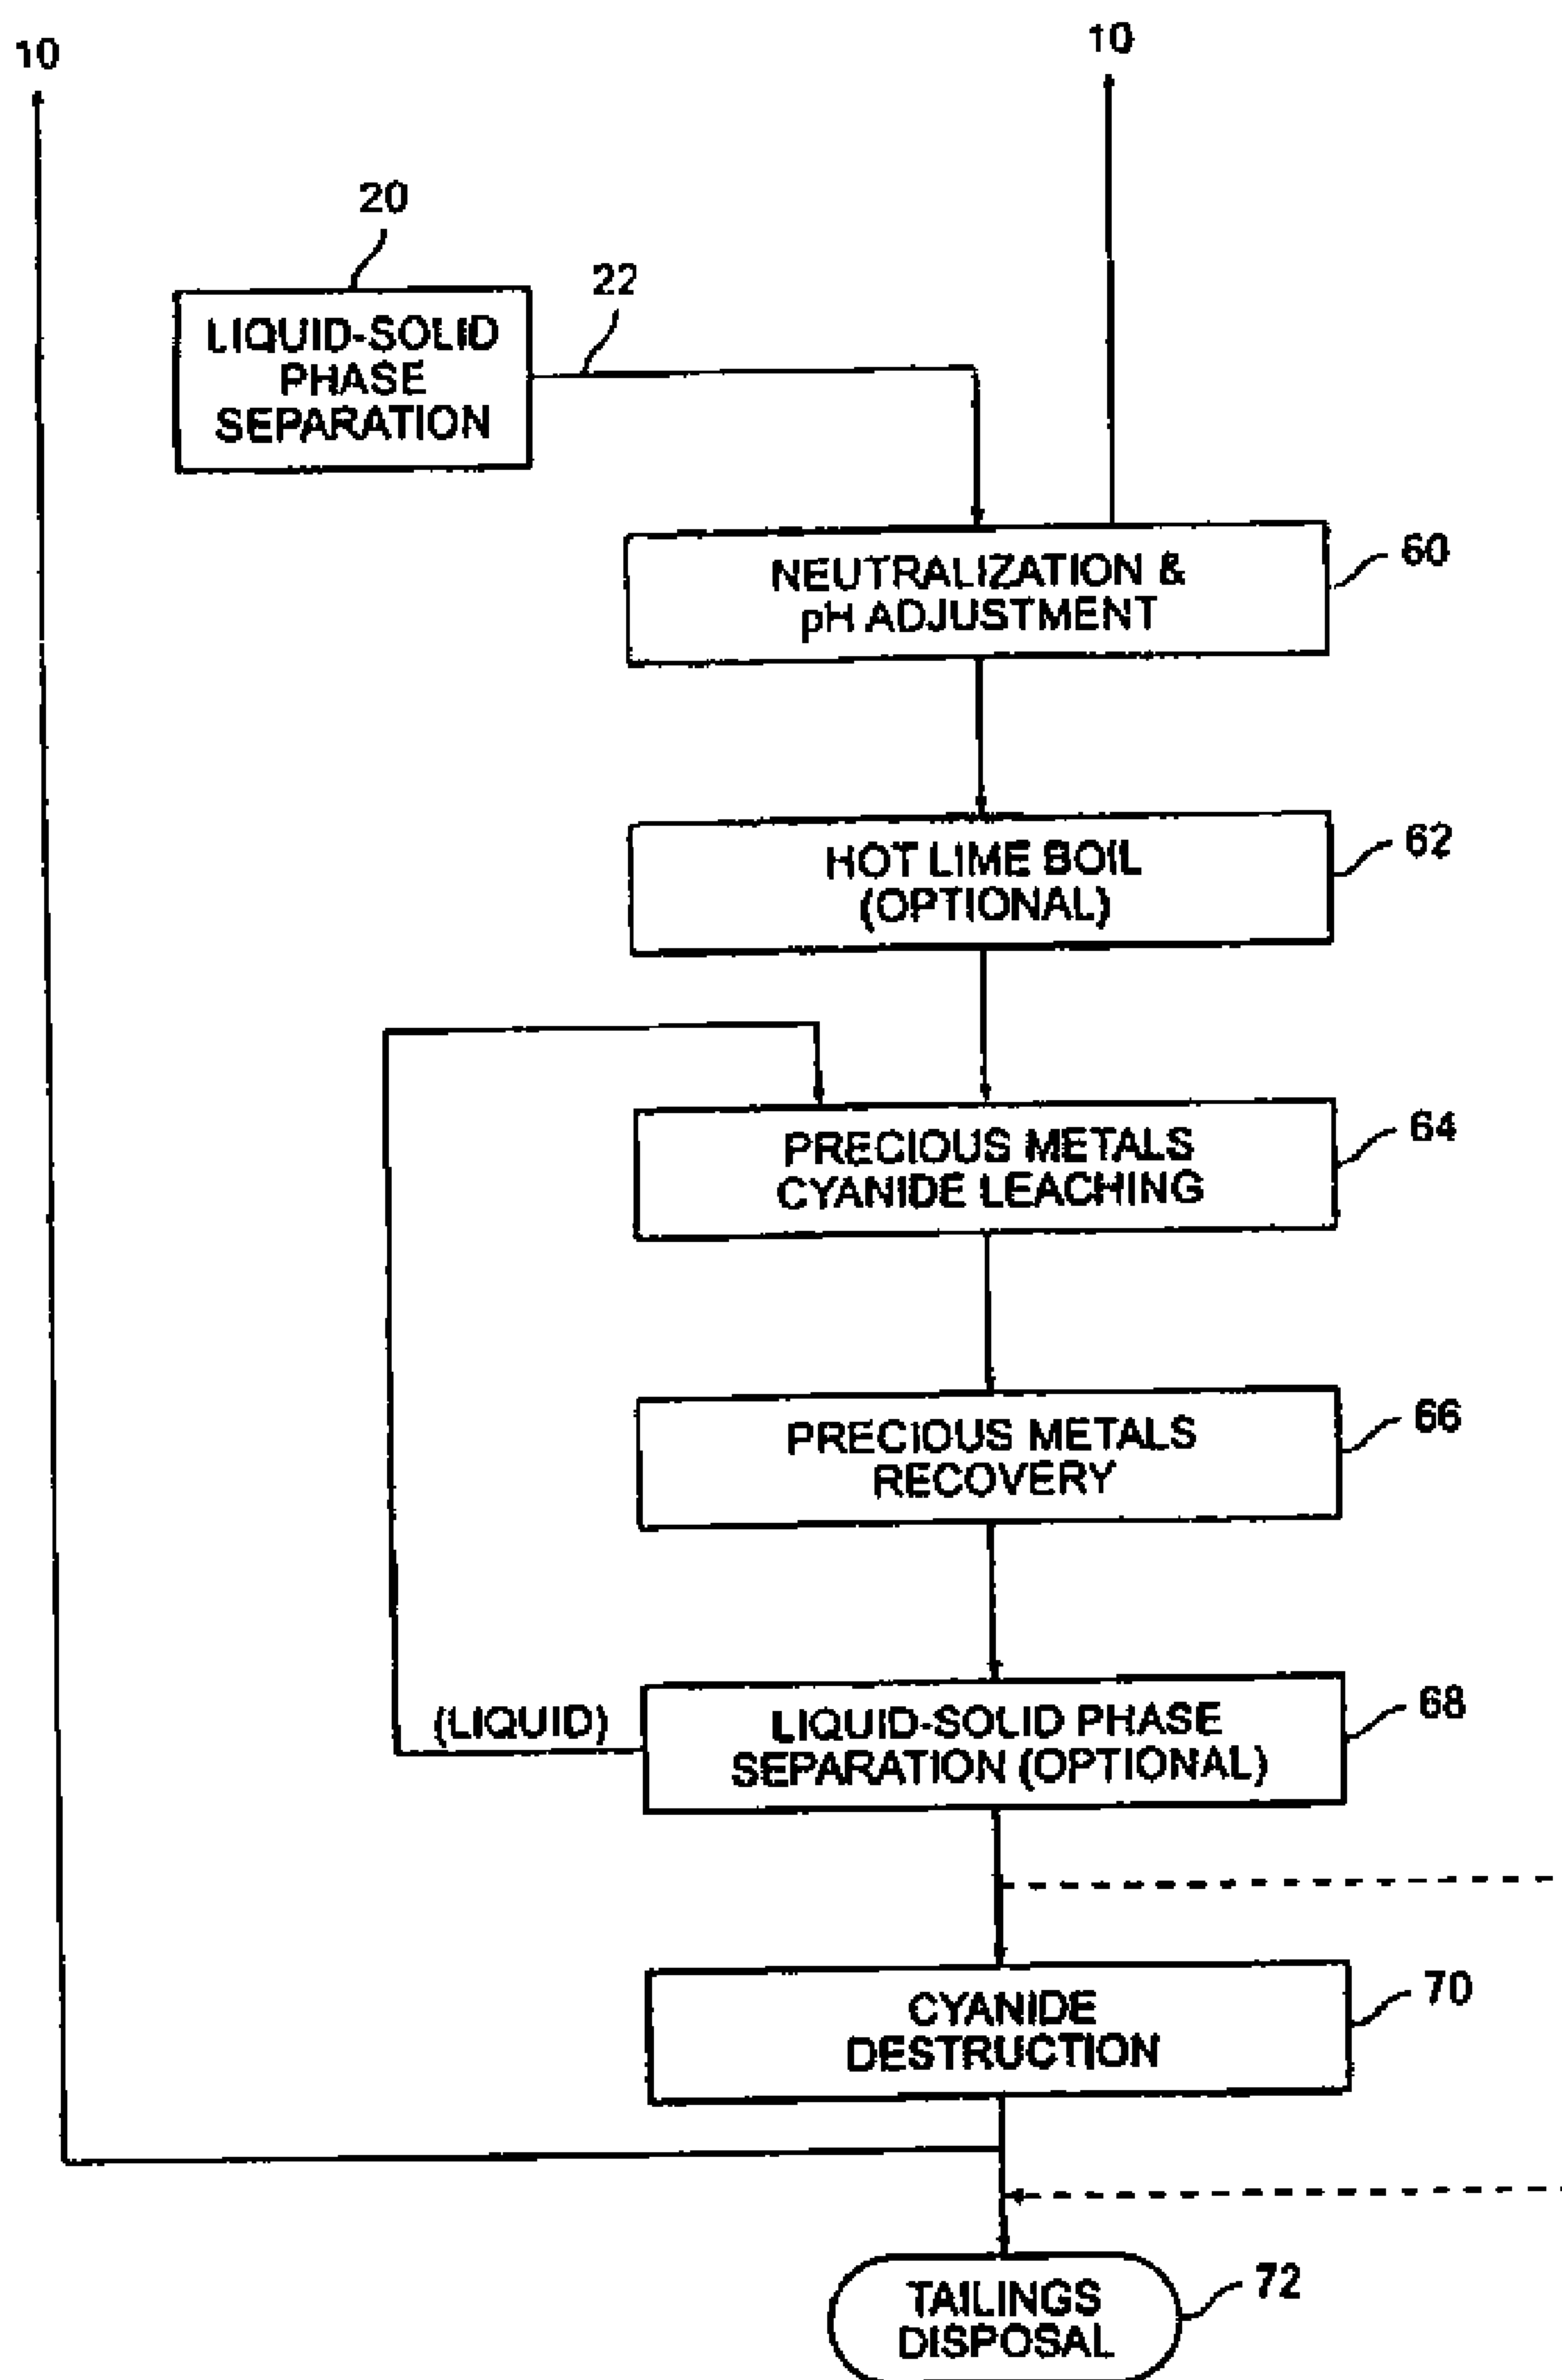 10
10
20
22
LIQUID-SOLID
PHASE
SEPARATION
NEUTRALIZATION &
pH ADJUSTMENT
60
HOT LIME BOIL
(OPTIONAL)
62
PRECIOUS METALS
CYANIDE LEACHING
64
PRECIOUS METALS
RECOVERY
66
(LIQUID)
LIQUID-SOLID PHASE
SEPARATION (OPTIONAL)
68
CYANIDE
DESTRUCTION
70
TAILINGS
DISPOSAL
72